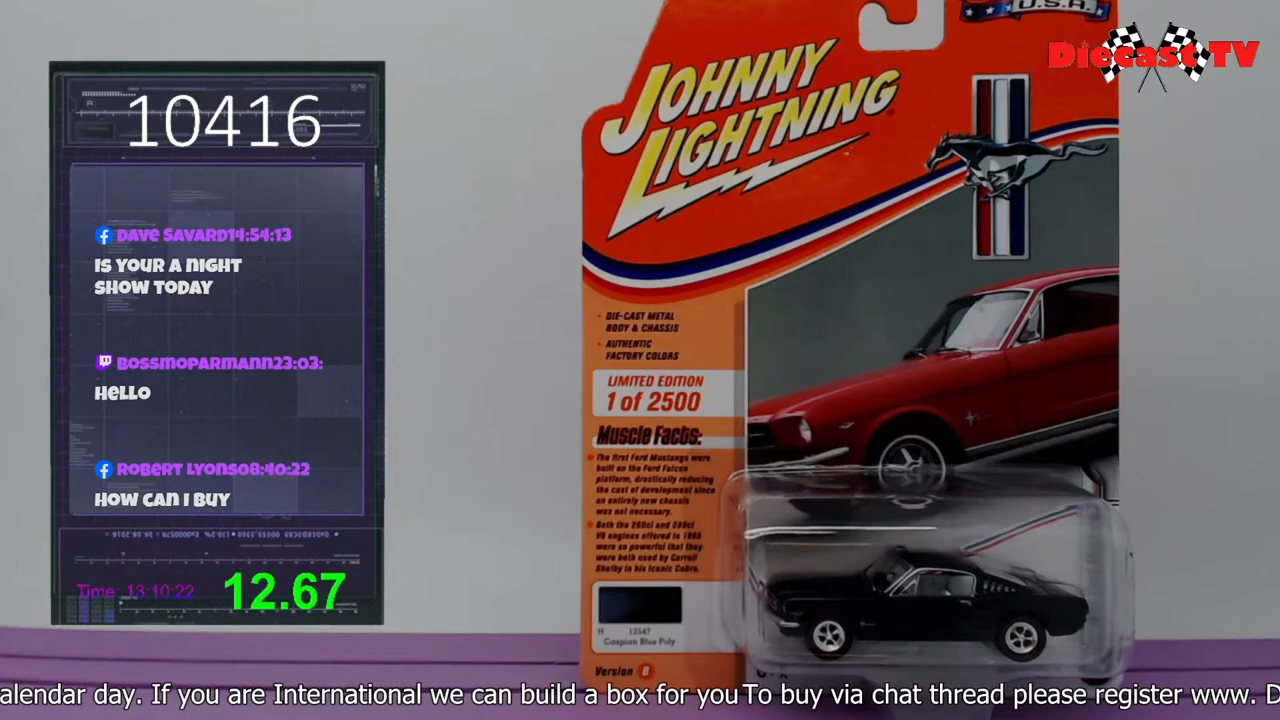 10416
Dave Savard14:54:13
IS YOUR A NIGHT
SHOW TODAY
BOSSMOPARMANN23:03:
HELLO
ROBERT LYONS08:40:22
HOW CAN I BUY
Time 13:10:22
12.67
U.S.A.
Diecast TV
JOHNNY
LIGHTNING
• DIE-CAST METAL
BODY & CHASSIS
• AUTHENTIC
FACTORY COLORS
LIMITED EDITION
1 of 2500
Muscle Facts:
The first Ford Mustangs were
built on the Ford Falcon
platform, drastically reducing
the cost of development since
an entirely new chassis
was not necessary.
Both the 260ci and 289ci
V8 engines offered in 1965
were so powerful that they
were both used by Carroll
Shelby in his iconic Cobra.
H 12547
Caspian Blue Poly
Version B
alendar day. If you are International we can build a box for you To buy via chat thread please register www. D